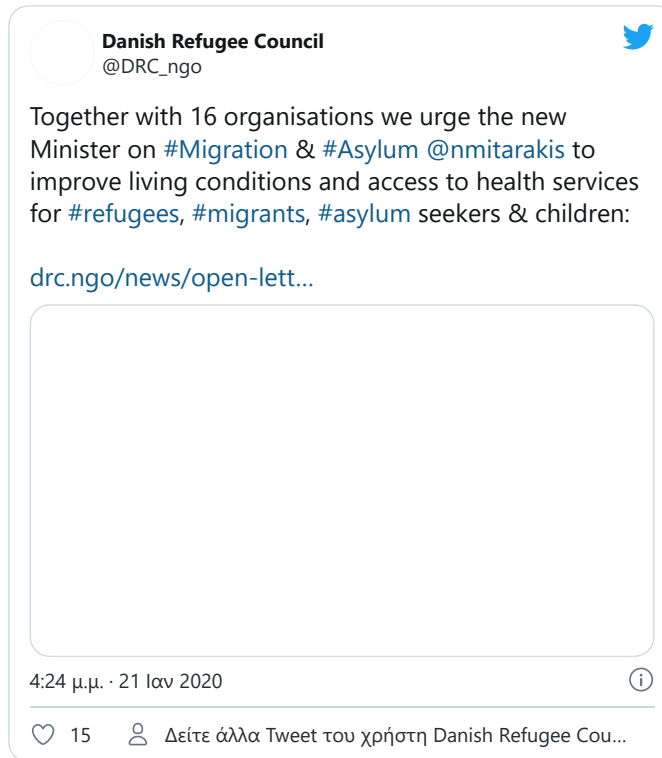 Danish Refugee Council
@DRC_ngo
Together with 16 organisations we urge the new
Minister on #Migration & #Asylum @nmitarakis to
improve living conditions and access to health services
for #refugees, #migrants, #asylum seekers & children:
drc.ngo/news/open-lett...
4:24 μ.μ. · 21 Ιαν 2020
15
Δείτε άλλα Tweet του χρήστη Danish Refugee Cou...